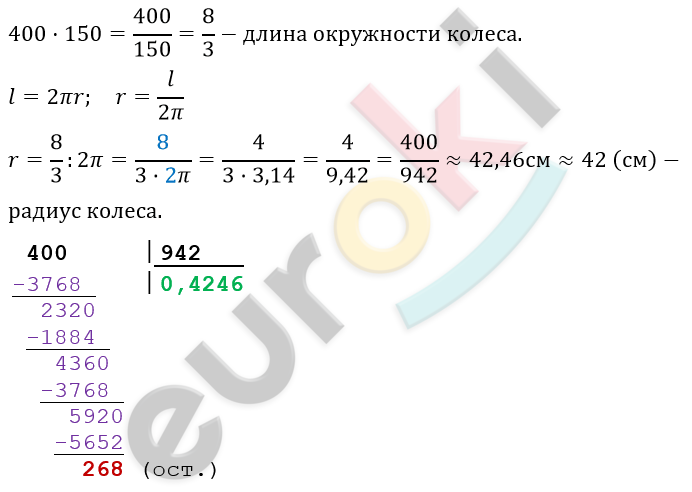 400 · 150 = 400/150 = 8/3 − длина окружности колеса.
l = 2πr; r = l/2π
r = 8/3 : 2π = 8/(3 · 2π) = 4/(3 · 3,14) = 4/9,42 = 400/942 ≈ 42,46см ≈ 42 (см) −
радиус колеса.
400 | 942
−3768 | 0,4246
2320
−1884
4360
−3768
5920
−5652
268 (ост.)
euroki